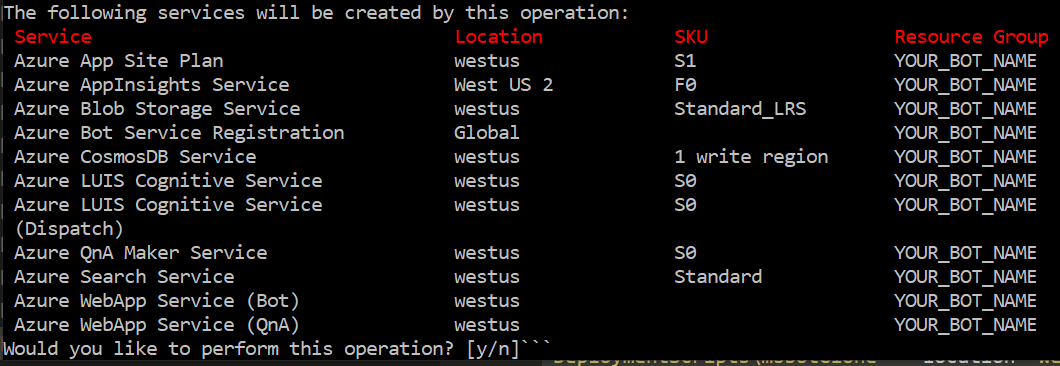 The following services will be created by this operation:
Service Location SKU Resource Group
Azure App Site Plan westus S1 YOUR_BOT_NAME
Azure AppInsights Service West US 2 F0 YOUR_BOT_NAME
Azure Blob Storage Service westus Standard_LRS YOUR_BOT_NAME
Azure Bot Service Registration Global YOUR_BOT_NAME
Azure CosmosDB Service westus 1 write region YOUR_BOT_NAME
Azure LUIS Cognitive Service westus S0 YOUR_BOT_NAME
Azure LUIS Cognitive Service westus S0 YOUR_BOT_NAME
(Dispatch)
Azure QnA Maker Service westus S0 YOUR_BOT_NAME
Azure Search Service westus Standard YOUR_BOT_NAME
Azure WebApp Service (Bot) westus YOUR_BOT_NAME
Azure WebApp Service (QnA) westus YOUR_BOT_NAME
Would you like to perform this operation? [y/n]```